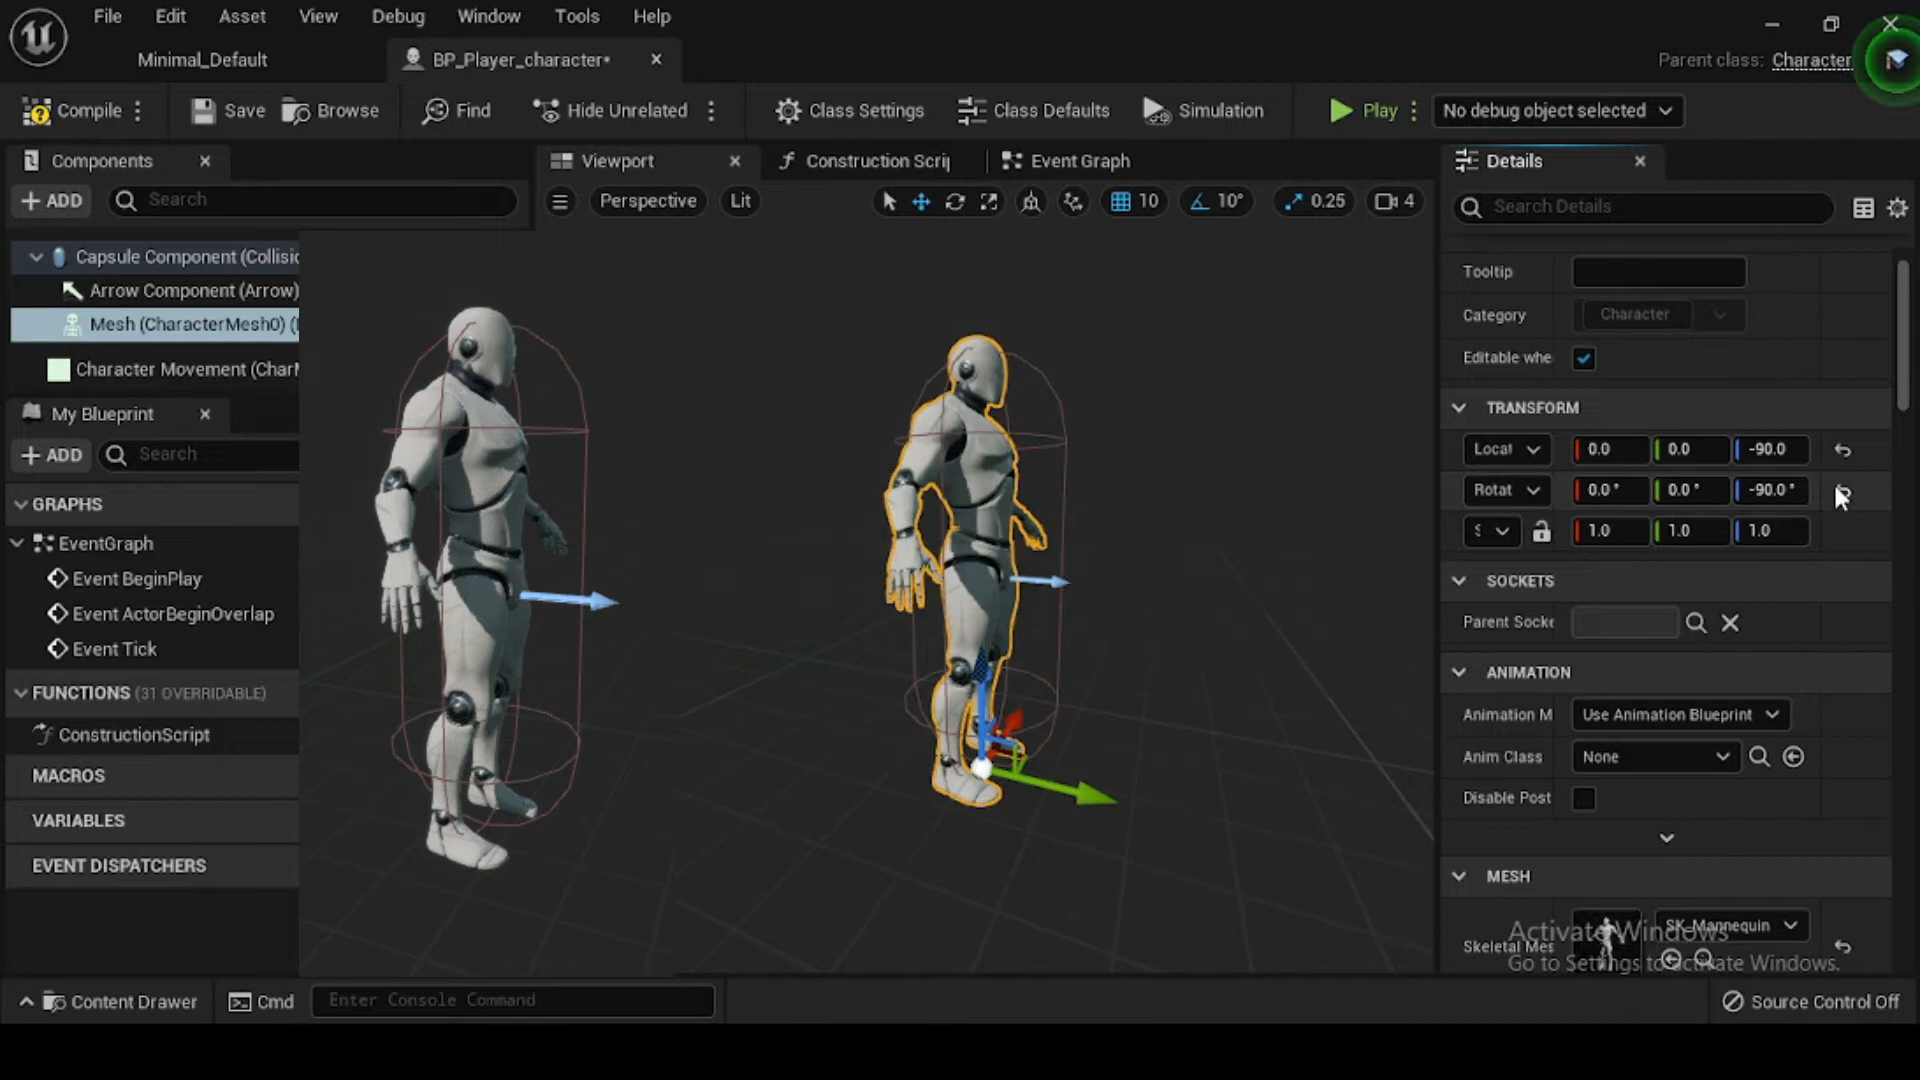 File Edit Asset View Debug Window Tools Help
Minimal_Default
BP_Player_character•
Parent class: Character
Compile
Save
Browse
Find
Hide Unrelated
Class Settings
Class Defaults
Simulation
Play
No debug object selected
Components
Viewport
Construction Scrip
Event Graph
Details
+ ADD
Search
Perspective
Lit
10
10°
0.25
4
Search Details
Capsule Component (Collisio
Arrow Component (Arrow)
Mesh (CharacterMesh0) (I
Character Movement (CharM
My Blueprint
+ ADD
Search
GRAPHS
EventGraph
Event BeginPlay
Event ActorBeginOverlap
Event Tick
FUNCTIONS (31 OVERRIDABLE)
ConstructionScript
MACROS
VARIABLES
EVENT DISPATCHERS
Tooltip
Category
Character
Editable whe
TRANSFORM
Locat 0.0 0.0 -90.0
Rotat 0.0° 0.0° -90.0°
S 1.0 1.0 1.0
SOCKETS
Parent Socke
ANIMATION
Animation M Use Animation Blueprint
Anim Class None
Disable Post
MESH
Skeletal Mes SK_Mannequin
Activate Windows
Go to Settings to activate Windows.
Content Drawer
Cmd
Enter Console Command
Source Control Off